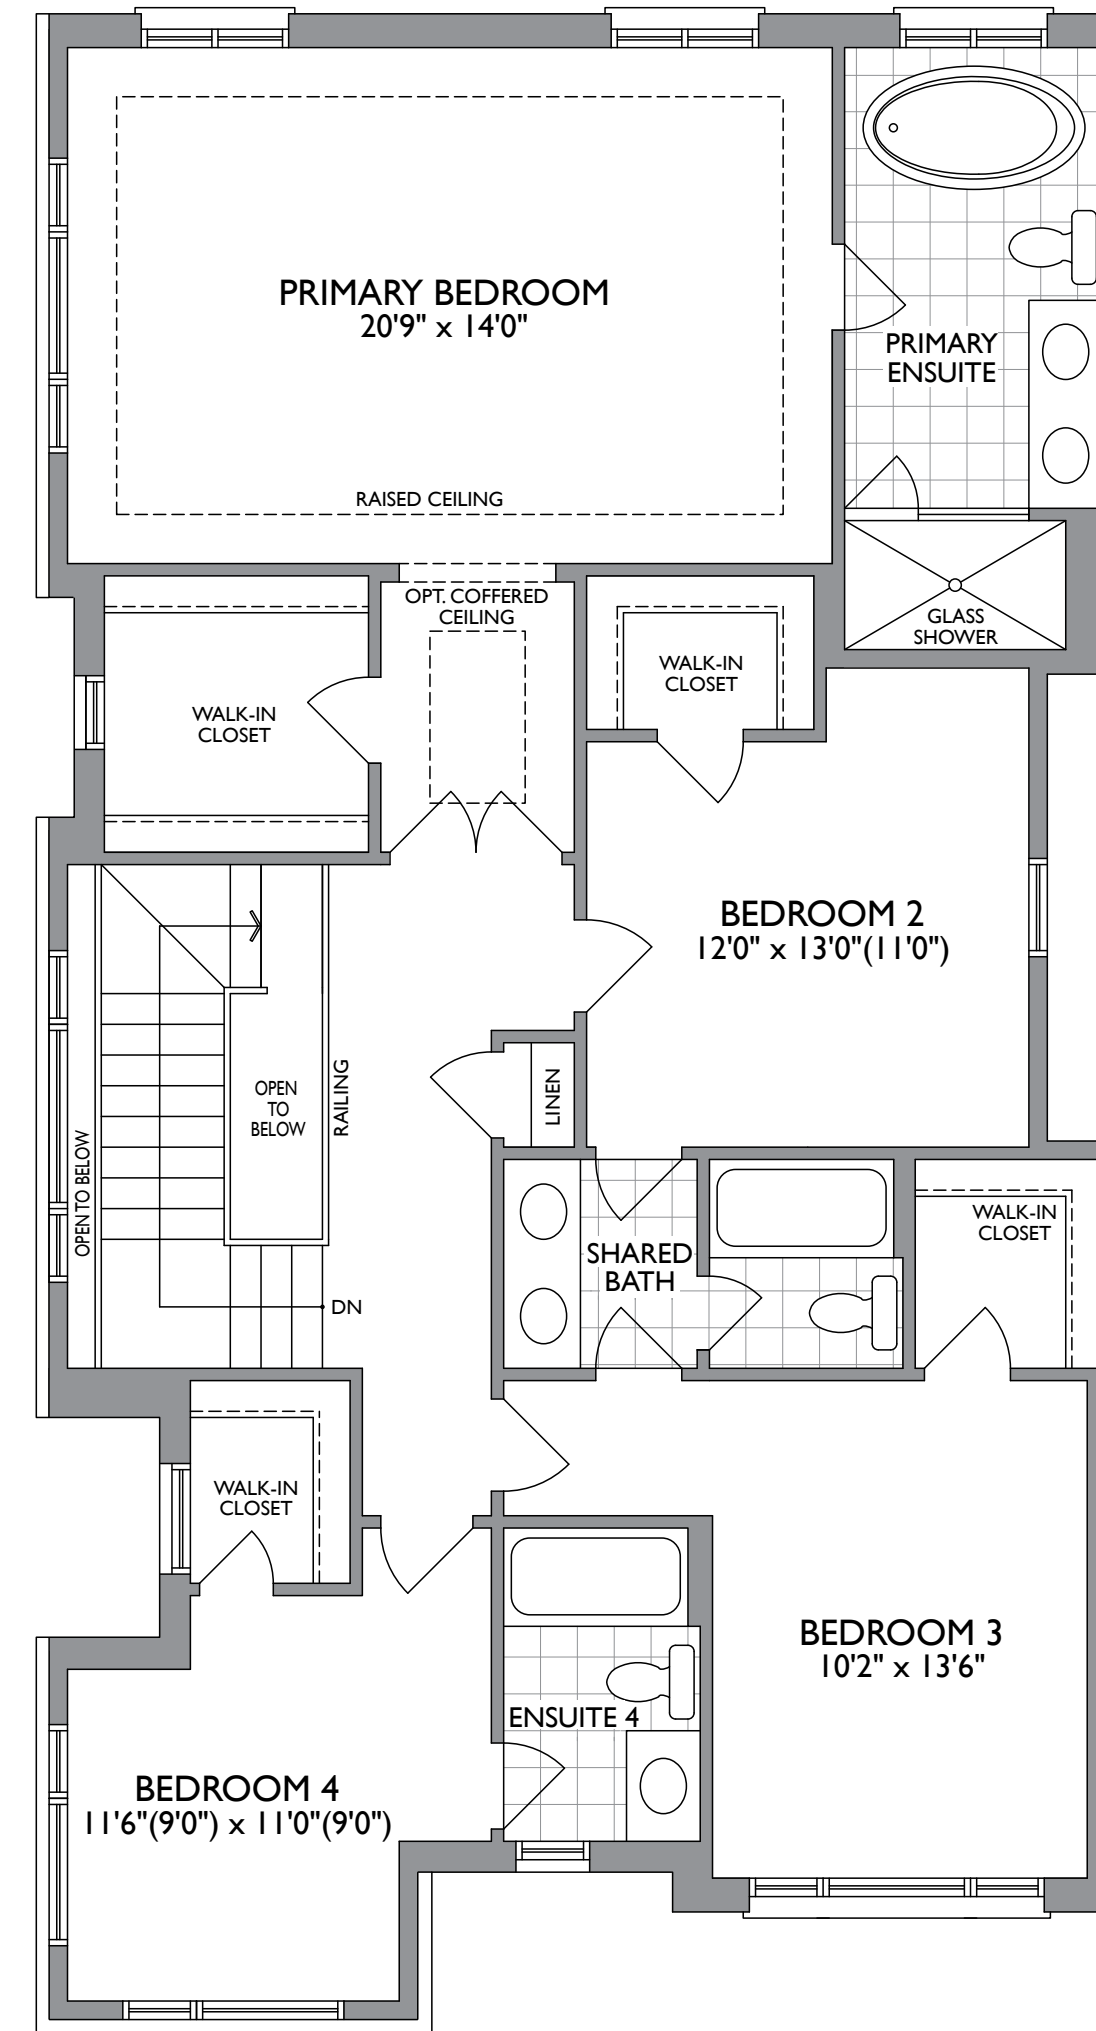 PRIMARY BEDROOM
20'9" x 14'0"
PRIMARY
ENSUITE
RAISED CEILING
OPT. COFFERED
CEILING
GLASS
SHOWER
WALK-IN
CLOSET
WALK-IN
CLOSET
BEDROOM 2
12'0" x 13'0"(11'0")
OPEN
TO
BELOW
RAILING
LINEN
OPEN TO BELOW
WALK-IN
CLOSET
SHARED
BATH
DN
WALK-IN
CLOSET
BEDROOM 3
10'2" x 13'6"
ENSUITE 4
BEDROOM 4
11'6"(9'0") x 11'0"(9'0")